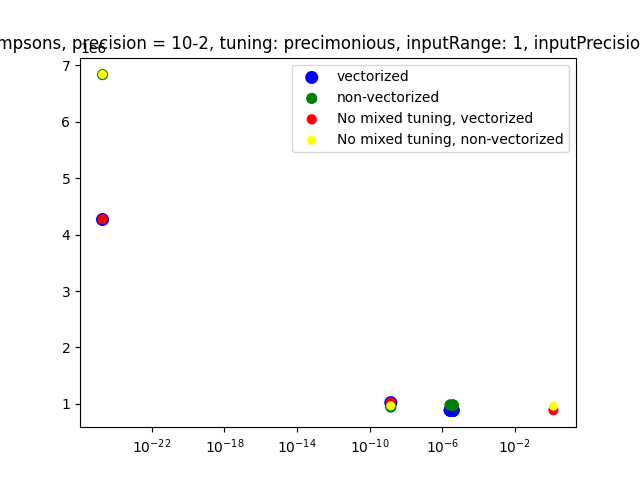 mpsons, precision = 10-2, tuning: precimonious, inputRange: 1, inputPrecisio
1e6
7
6
5
4
3
2
1
vectorized
non-vectorized
No mixed tuning, vectorized
No mixed tuning, non-vectorized
10⁻²² 10⁻¹⁸ 10⁻¹⁴ 10⁻¹⁰ 10⁻⁶ 10⁻²